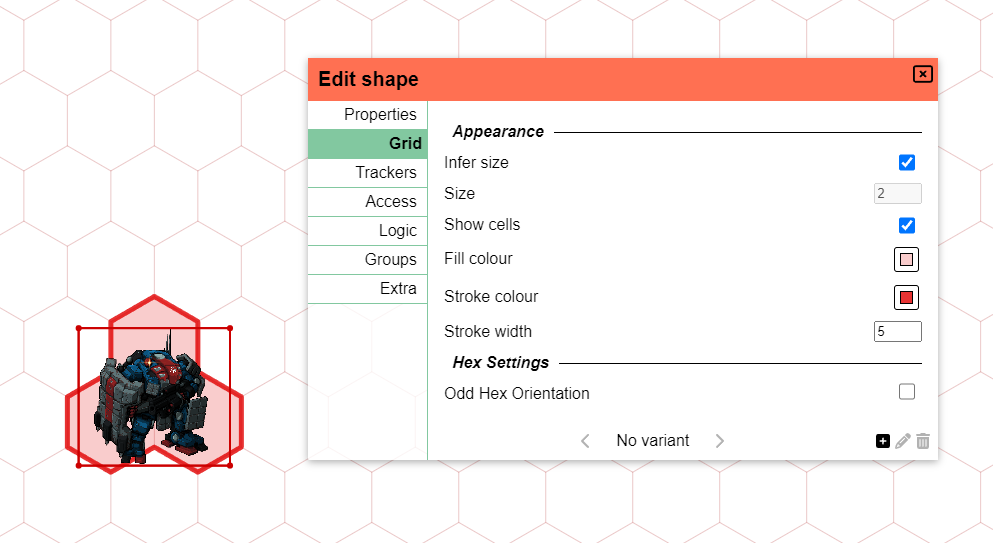 Edit shape
Properties
Grid
Trackers
Access
Logic
Groups
Extra
Appearance
Infer size
Size 2
Show cells
Fill colour
Stroke colour
Stroke width 5
Hex Settings
Odd Hex Orientation
No variant